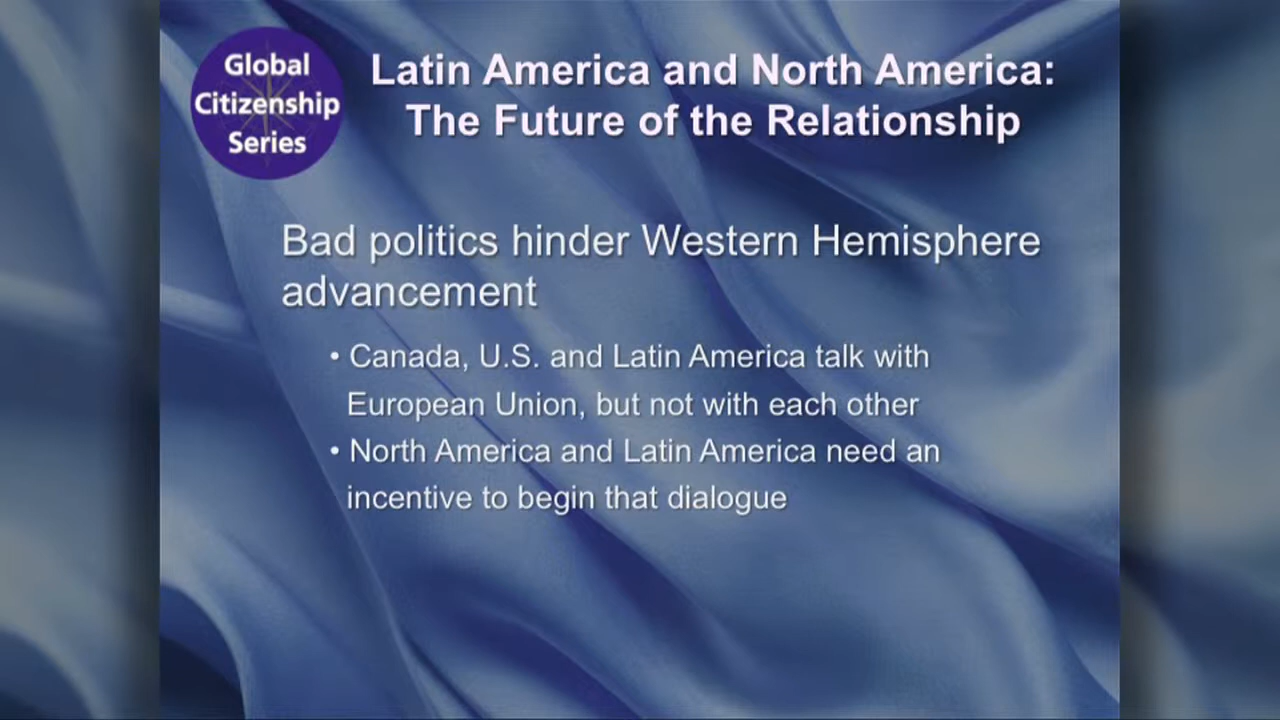 Global
Citizenship
Series
Latin America and North America:
The Future of the Relationship
Bad politics hinder Western Hemisphere
advancement
• Canada, U.S. and Latin America talk with
European Union, but not with each other
• North America and Latin America need an
incentive to begin that dialogue